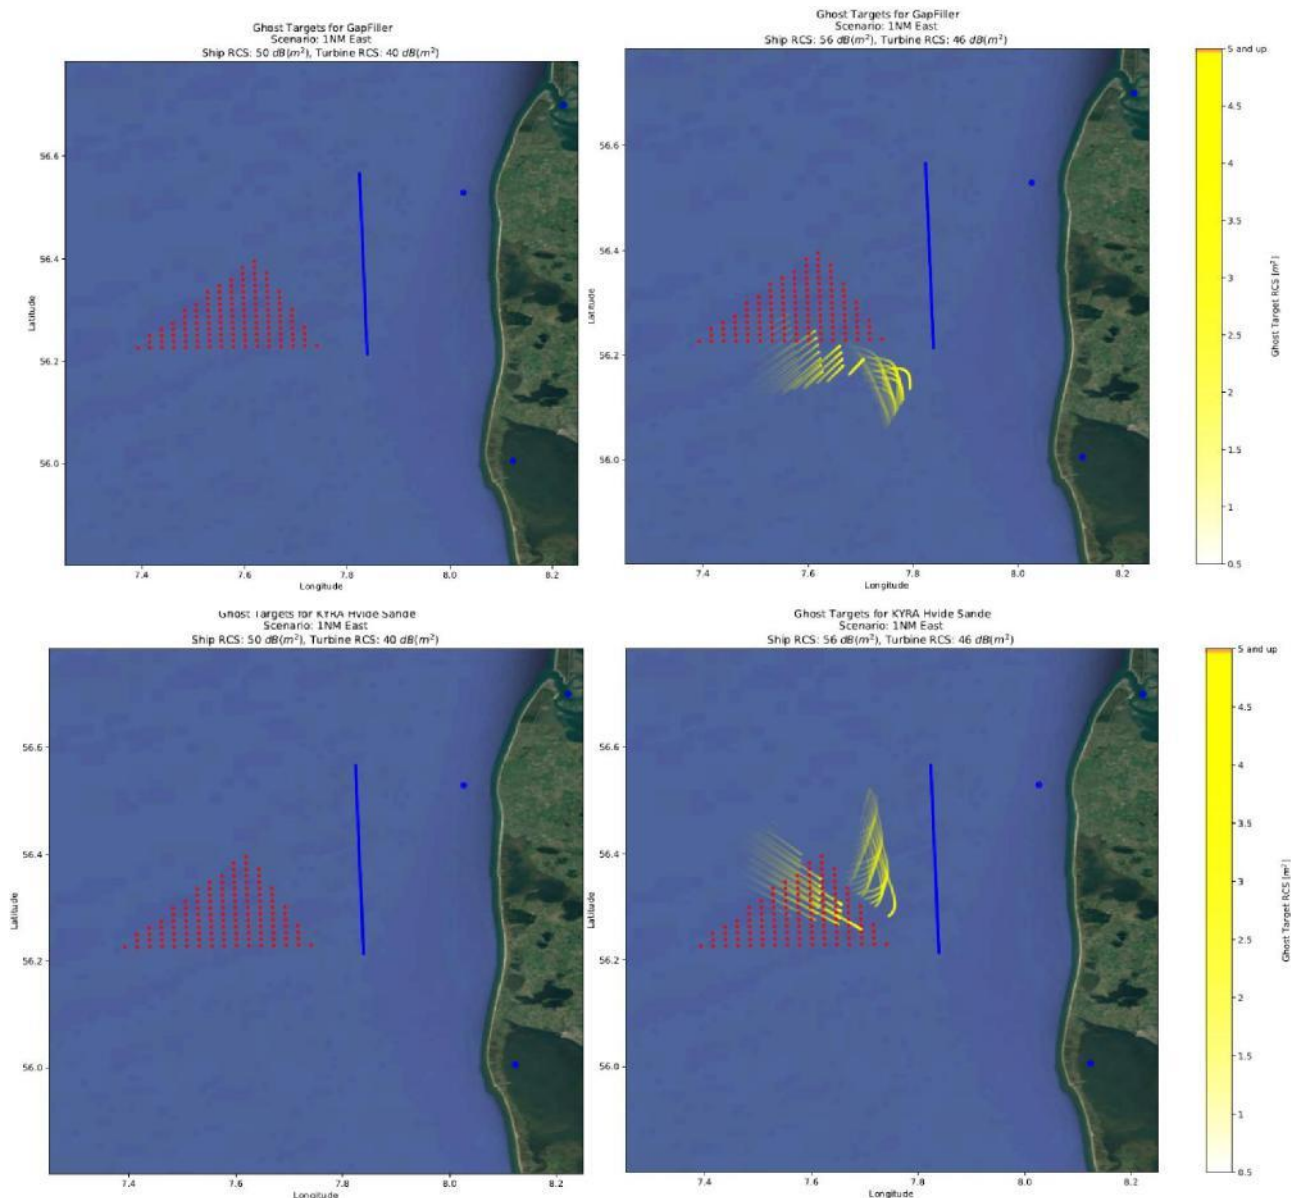 Ghost Targets for GapFiller
Scenario: 1NM East
Ship RCS: 50 dB(m²), Turbine RCS: 40 dB(m²)
56.6
56.4
56.2
56.0
Latitude
7.4
7.6
7.8
8.0
8.2
Longitude
Ghost Targets for GapFiller
Scenario: 1NM East
Ship RCS: 56 dB(m²), Turbine RCS: 46 dB(m²)
56.6
56.4
56.2
56.0
Latitude
7.4
7.6
7.8
8.0
8.2
Longitude
5 and up
4.5
4
3.5
3
2.5
2
1.5
1
0.5
Ghost Target RCS [m²]
Ghost Targets for KYRA Hvide Sande
Scenario: 1NM East
Ship RCS: 50 dB(m²), Turbine RCS: 40 dB(m²)
56.6
56.4
56.2
56.0
Latitude
7.4
7.6
7.8
8.0
8.2
Longitude
Ghost Targets for KYRA Hvide Sande
Scenario: 1NM East
Ship RCS: 56 dB(m²), Turbine RCS: 46 dB(m²)
56.6
56.4
56.2
56.0
Latitude
7.4
7.6
7.8
8.0
8.2
Longitude
5 and up
4.5
4
3.5
3
2.5
2
1.5
1
0.5
Ghost Target RCS [m²]